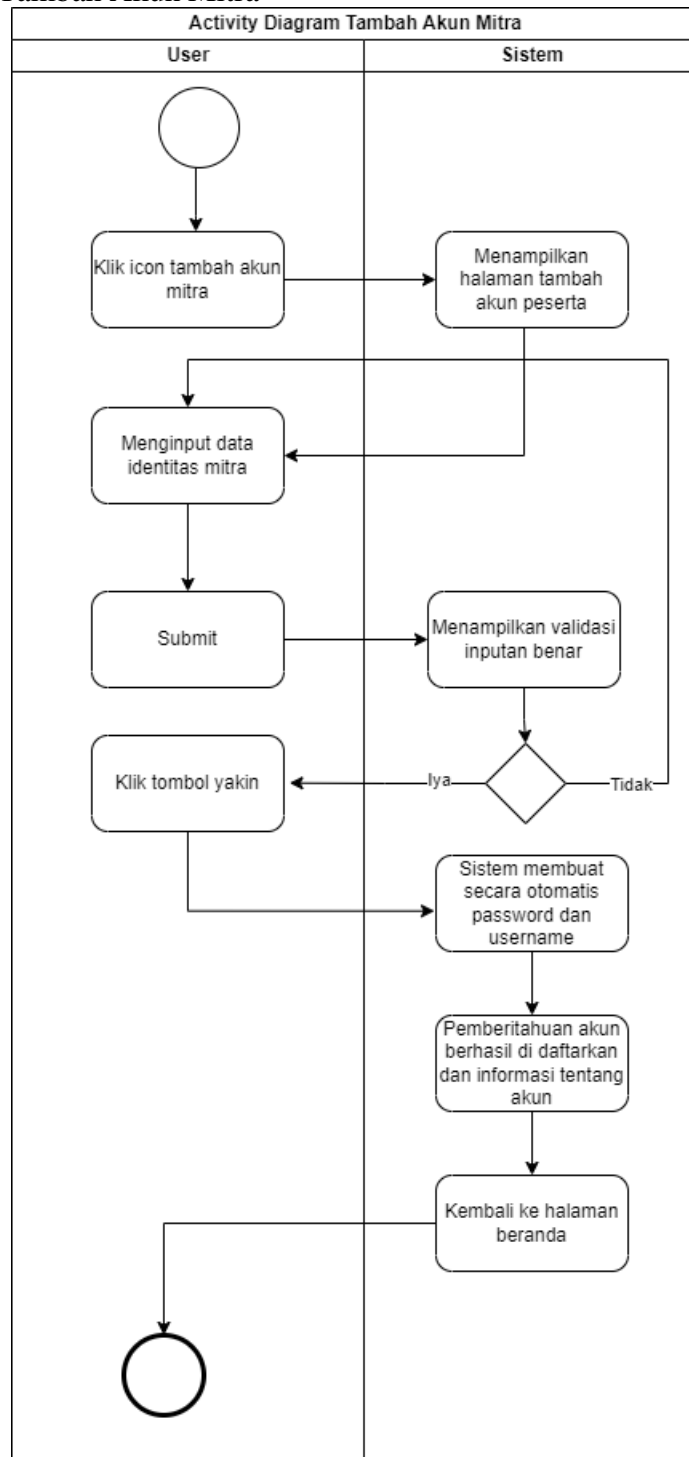 Tambah Akun Mitra
Activity Diagram Tambah Akun Mitra
User
Sistem
Klik icon tambah akun
mitra
Menampilkan
halaman tambah
akun peserta
Menginput data
identitas mitra
Submit
Menampilkan validasi
inputan benar
Klik tombol yakin
Iya
Tidak
Sistem membuat
secara otomatis
password dan
username
Pemberitahuan akun
berhasil di daftarkan
dan informasi tentang
akun
Kembali ke halaman
beranda